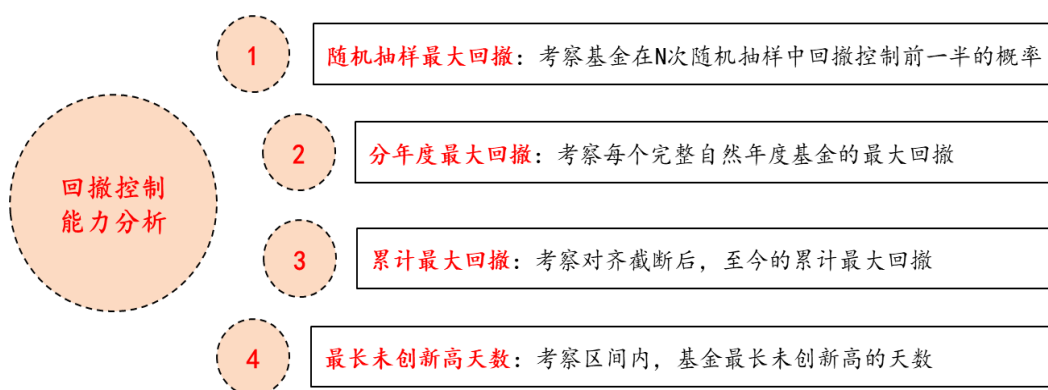 回撤控制
能力分析
1
随机抽样最大回撤：考察基金在N次随机抽样中回撤控制前一半的概率
2
分年度最大回撤：考察每个完整自然年度基金的最大回撤
3
累计最大回撤：考察对齐截断后，至今的累计最大回撤
4
最长未创新高天数：考察区间内，基金最长未创新高的天数